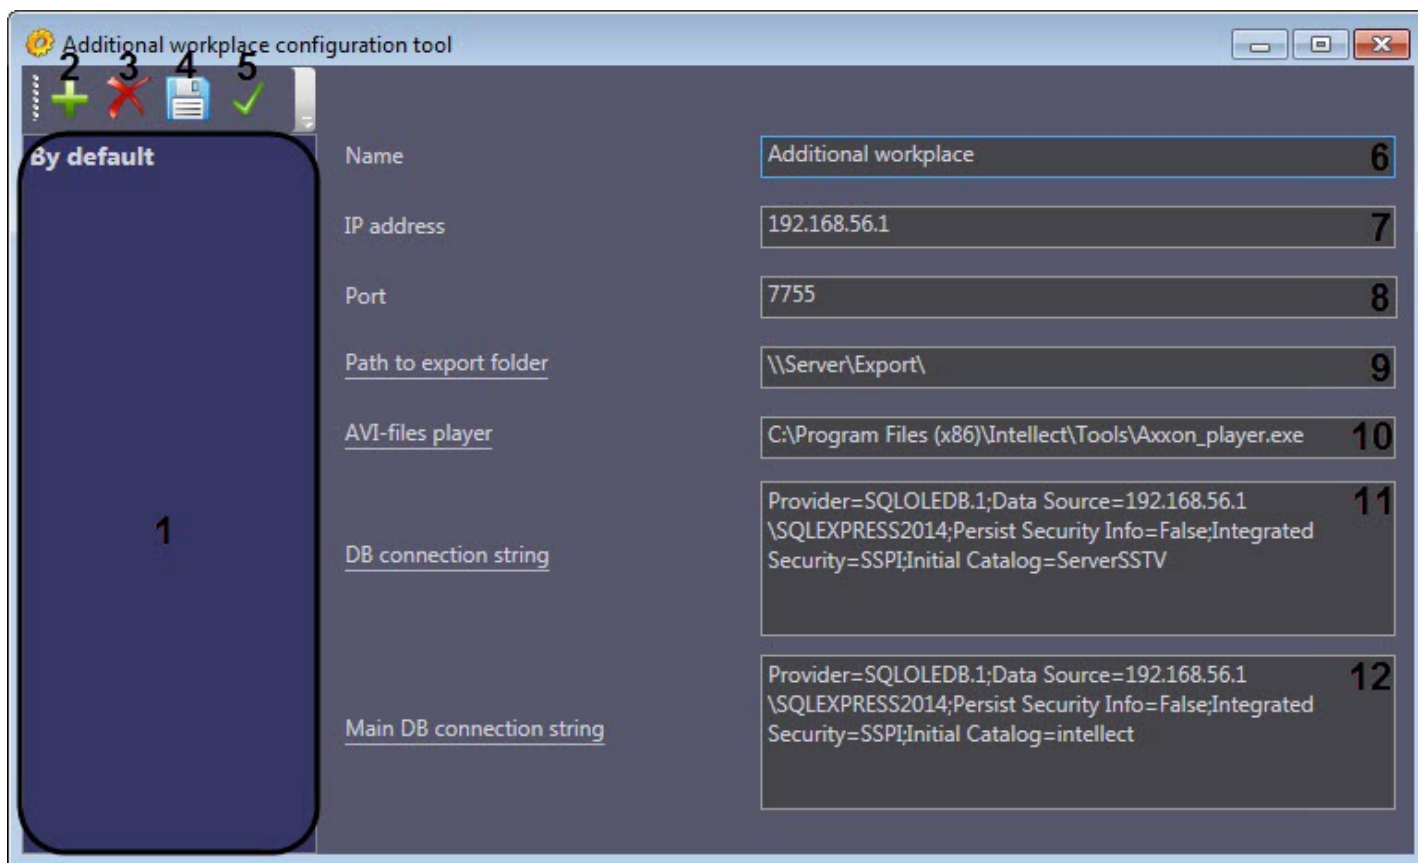 Additional workplace configuration tool
2 3 4 5
By default
Name
Additional workplace 6
IP address
192.168.56.1 7
Port
7755 8
Path to export folder
\\Server\Export\ 9
AVI-files player
C:\Program Files (x86)\Intellect\Tools\Axxon_player.exe 10
1
DB connection string
Provider=SQLOLEDB.1;Data Source=192.168.56.1 11
\SQLEXPRESS2014;Persist Security Info=False;Integrated
Security=SSPI;Initial Catalog=ServerSSTV
Main DB connection string
Provider=SQLOLEDB.1;Data Source=192.168.56.1 12
\SQLEXPRESS2014;Persist Security Info=False;Integrated
Security=SSPI;Initial Catalog=intellect